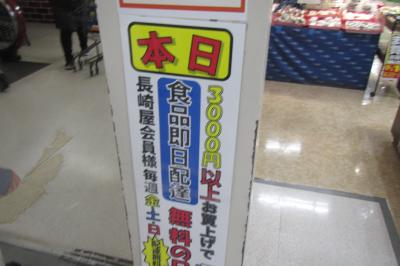 本日
3000円以上お買上げで
食品即日配達
無料の日
長崎屋会員様毎週金土日